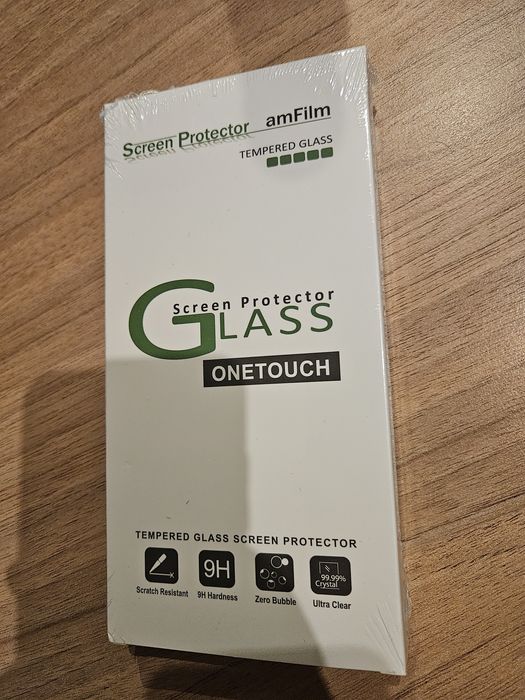 Screen Protector amFilm
TEMPERED GLASS
Screen Protector
GLASS
ONETOUCH
TEMPERED GLASS SCREEN PROTECTOR
9H
99.99%
Crystal
Scratch Resistant 9H Hardness Zero Bubble Ultra Clear